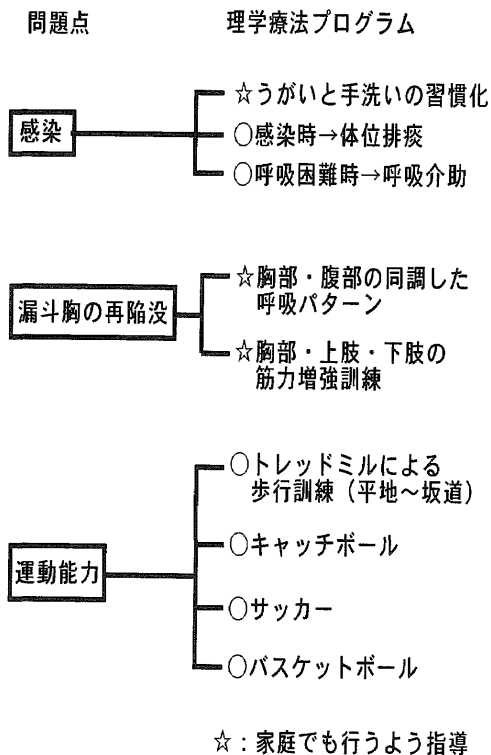 問題点　理学療法プログラム
感染
☆うがいと手洗いの習慣化
○感染時→体位排痰
○呼吸困難時→呼吸介助
漏斗胸の再陥没
☆胸部・腹部の同調した
呼吸パターン
☆胸部・上肢・下肢の
筋力増強訓練
運動能力
○トレッドミルによる
歩行訓練（平地～坂道）
○キャッチボール
○サッカー
○バスケットボール
☆：家庭でも行うよう指導